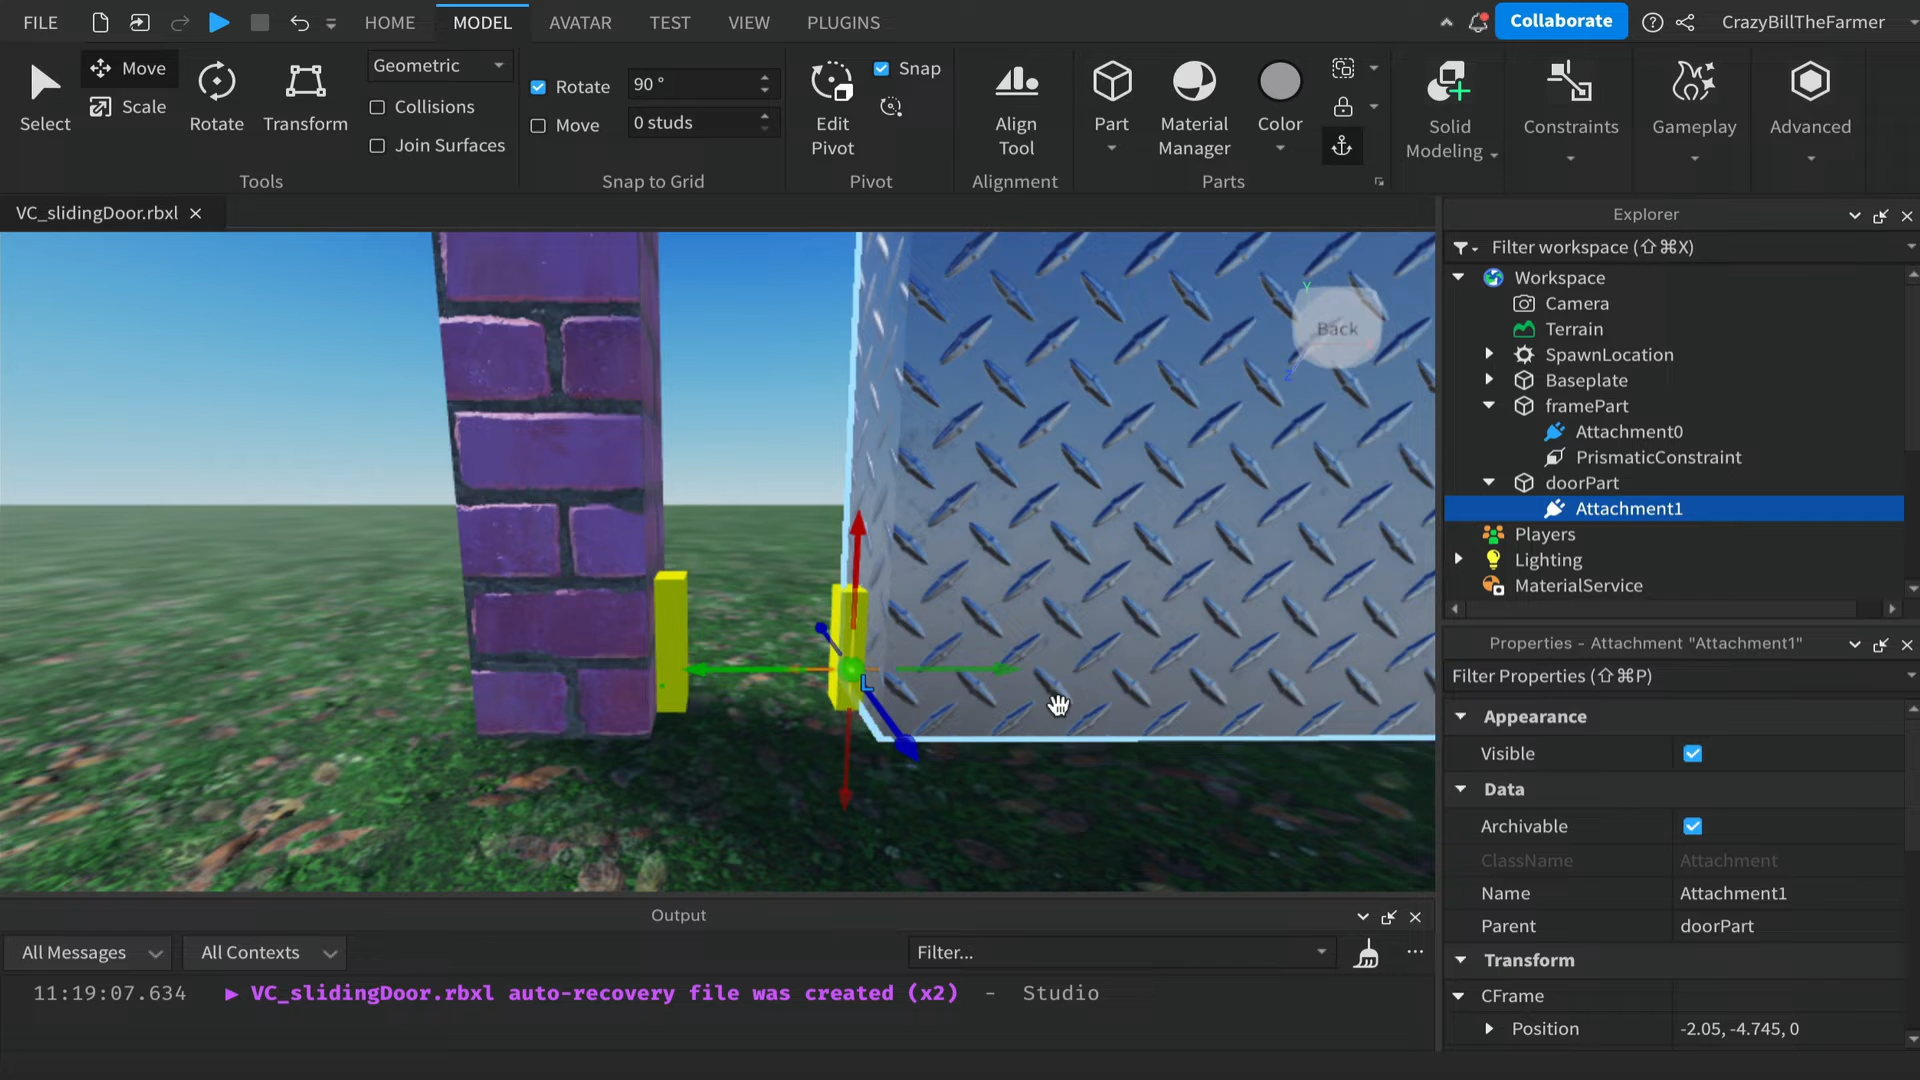 FILE HOME MODEL AVATAR TEST VIEW PLUGINS Collaborate CrazyBillTheFarmer
Select Move Scale Rotate Transform Geometric Collisions Join Surfaces
Tools
Rotate 90 °
Move 0 studs
Snap to Grid
Edit Pivot Snap
Pivot
Align Tool
Alignment
Part Material Manager Color
Parts
Solid Modeling Constraints Gameplay Advanced
VC_slidingDoor.rbxl
Y
Back
Z
L
Explorer
Filter workspace (⇧⌘X)
Workspace
Camera
Terrain
SpawnLocation
Baseplate
framePart
Attachment0
PrismaticConstraint
doorPart
Attachment1
Players
Lighting
MaterialService
Properties - Attachment "Attachment1"
Filter Properties (⇧⌘P)
Appearance
Visible
Data
Archivable
ClassName Attachment
Name Attachment1
Parent doorPart
Transform
CFrame
Position -2.05, -4.745, 0
Output
All Messages All Contexts Filter... ...
11:19:07.634 ▶ VC_slidingDoor.rbxl auto-recovery file was created (x2) - Studio